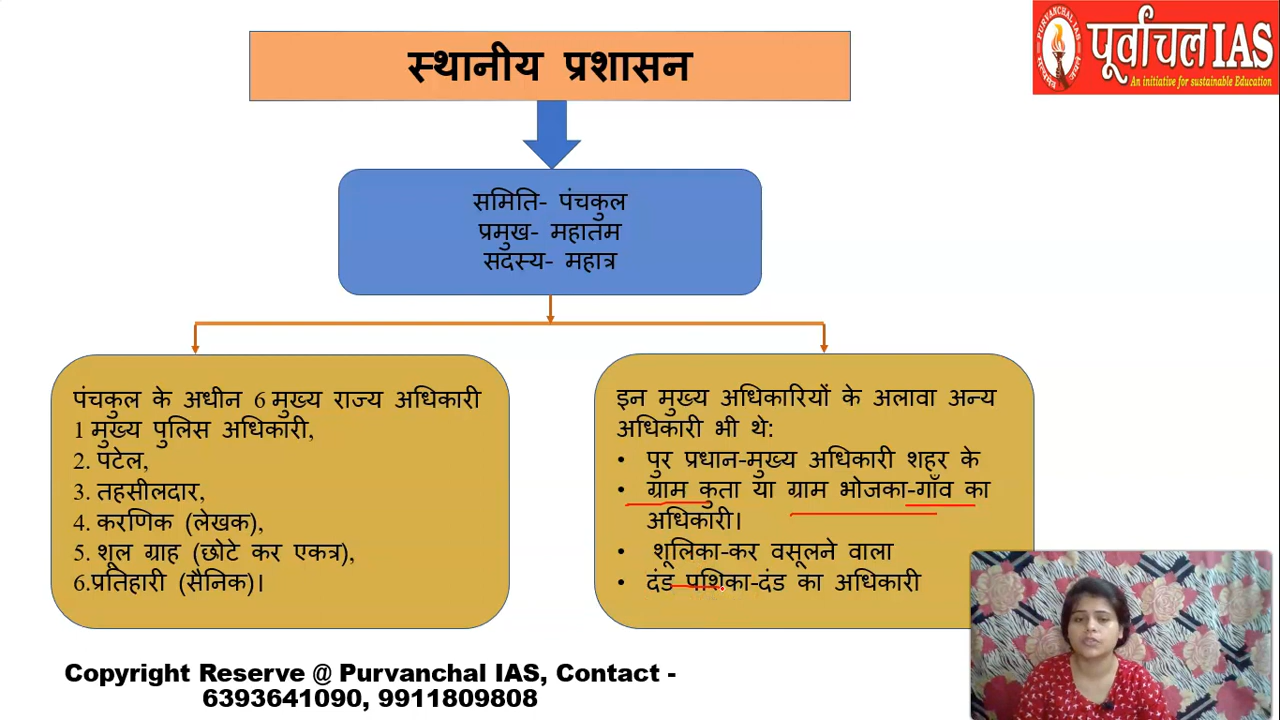 स्थानीय प्रशासन
PURVANCHAL IAS
पूर्वांचल IAS
An initiative for sustainable Education
समिति- पंचकुल
प्रमुख- महातम
सदस्य- महात्र
पंचकुल के अधीन 6 मुख्य राज्य अधिकारी
1 मुख्य पुलिस अधिकारी,
2. पटेल,
3. तहसीलदार,
4. करणिक (लेखक),
5. शूल ग्राह (छोटे कर एकत्र),
6.प्रतिहारी (सैनिक)।
इन मुख्य अधिकारियों के अलावा अन्य
अधिकारी भी थे:
• पुर प्रधान-मुख्य अधिकारी शहर के
• ग्राम कुता या ग्राम भोजका-गाँव का
अधिकारी।
• शूलिका-कर वसूलने वाला
• दंड पशिका-दंड का अधिकारी
Copyright Reserve @ Purvanchal IAS, Contact -
6393641090, 9911809808